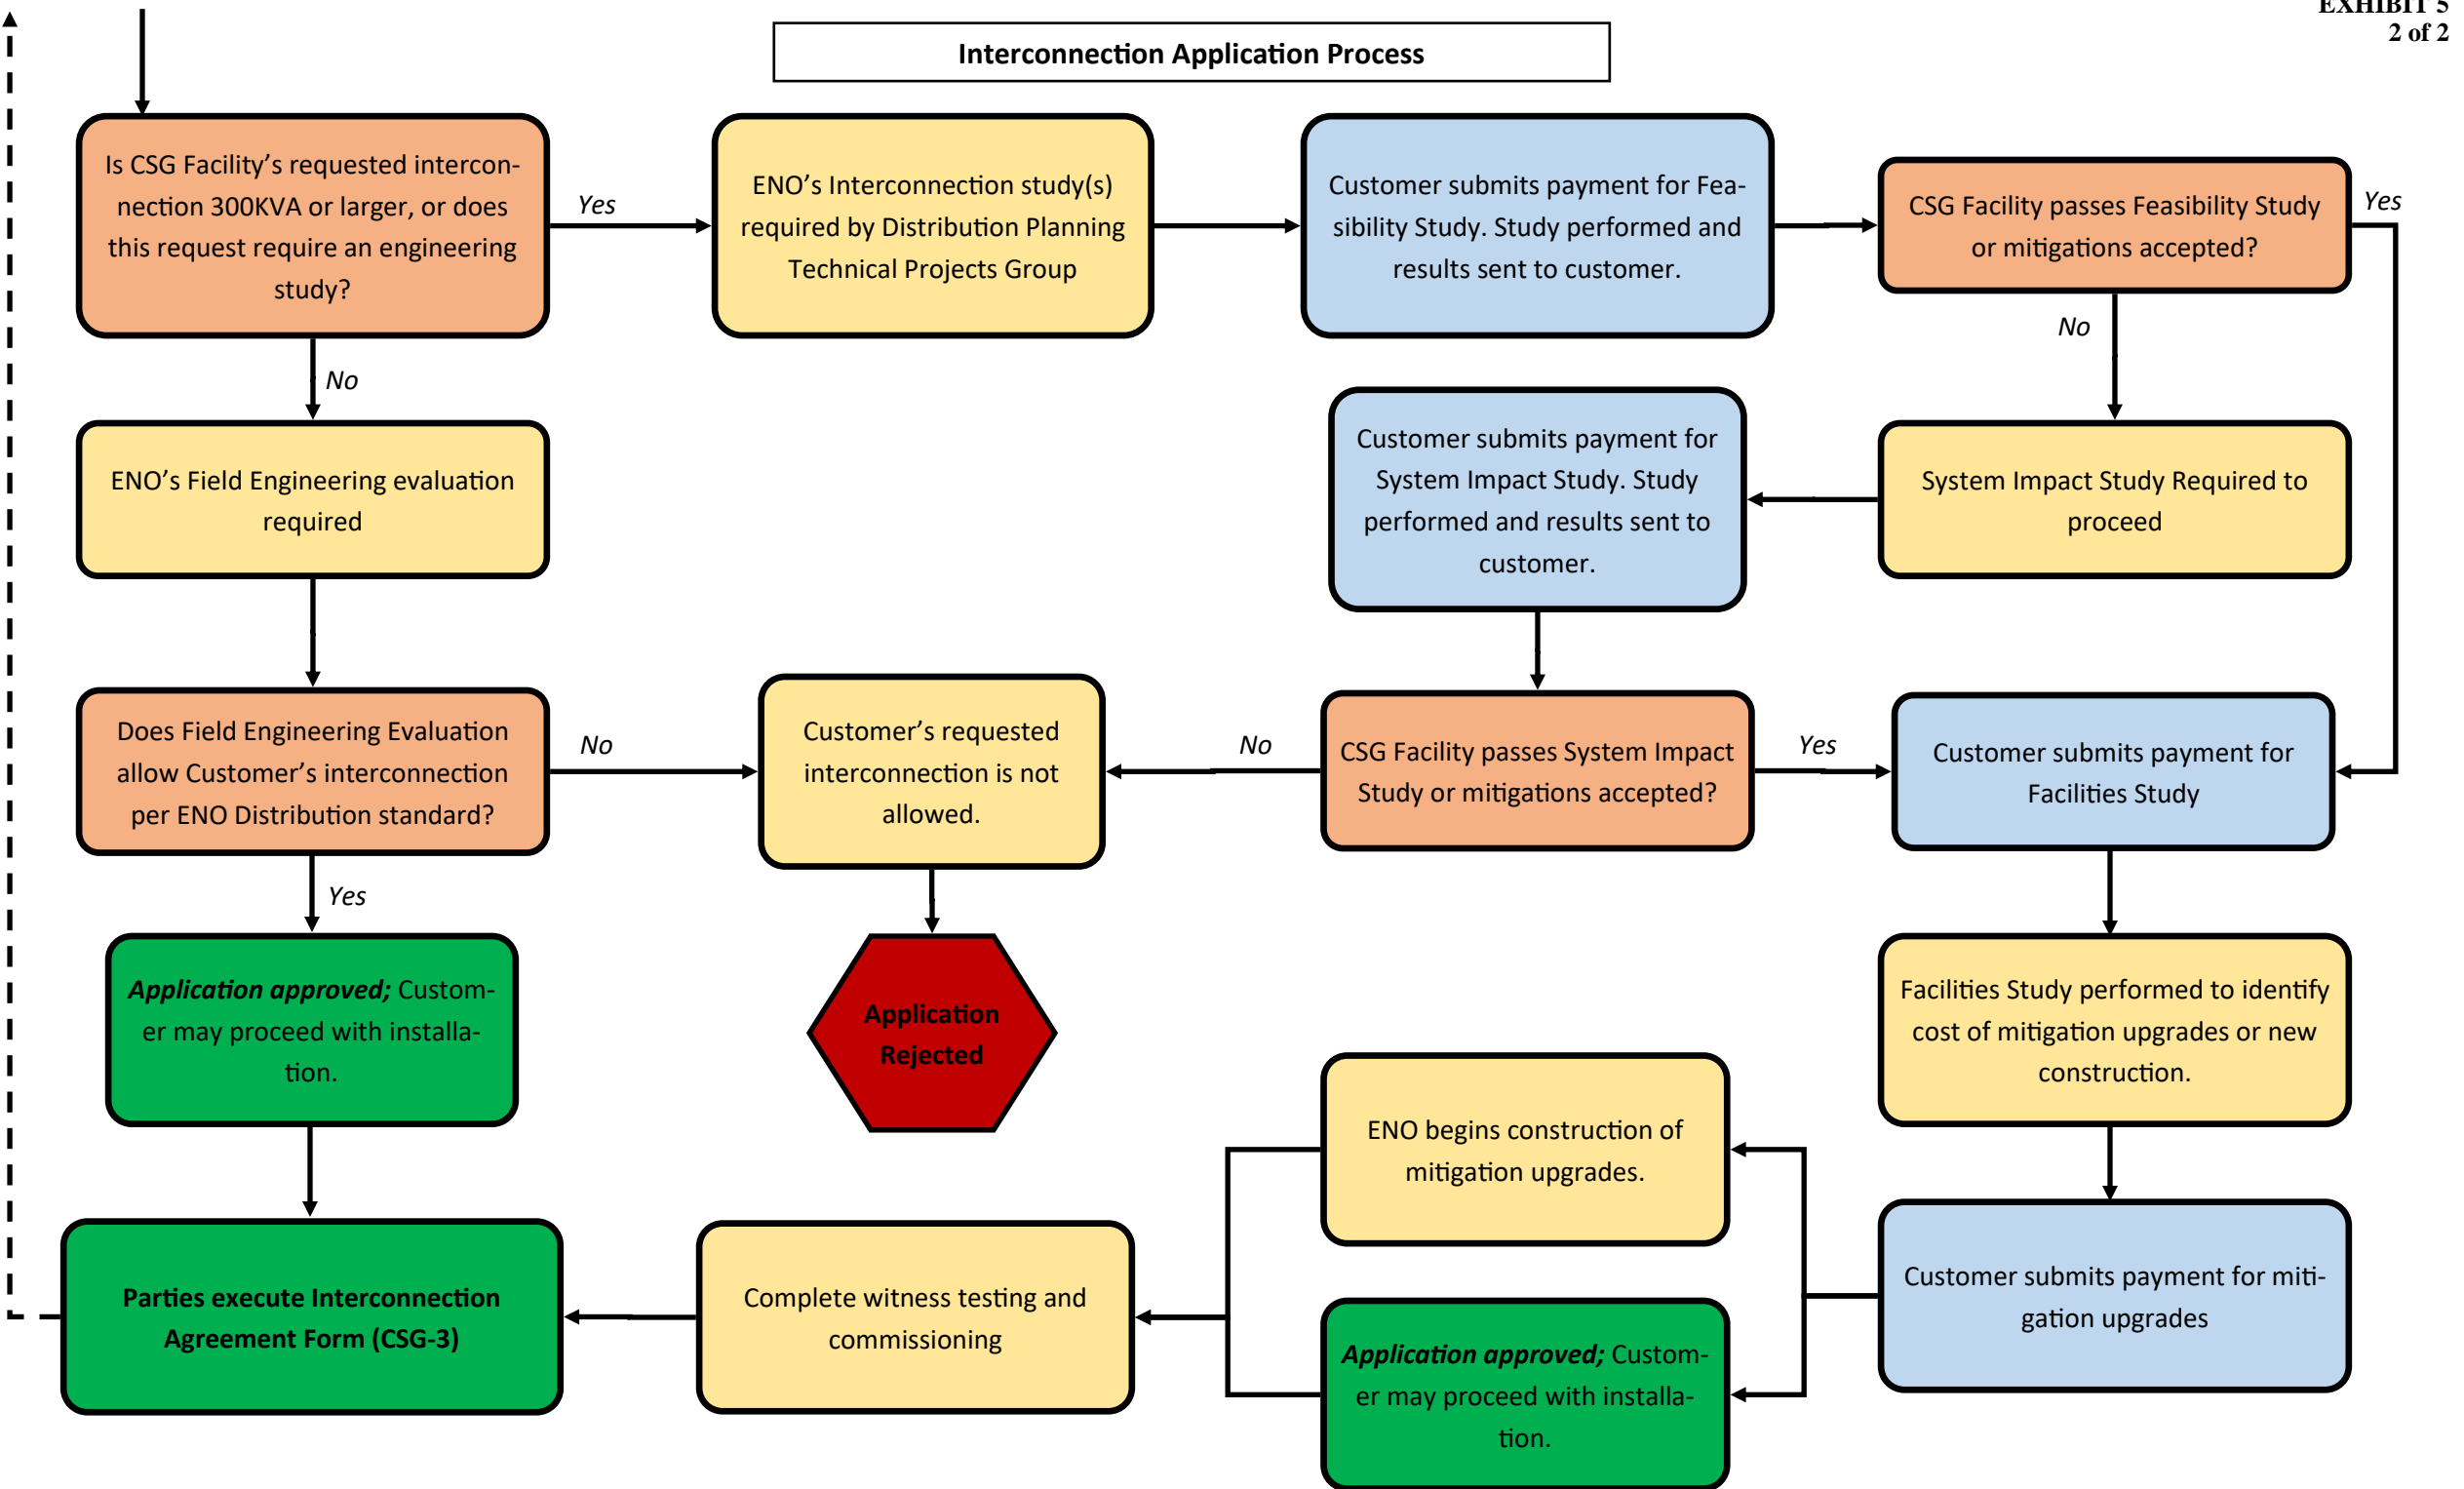 EXHIBIT 5
2 of 2
Interconnection Application Process
Is CSG Facility’s requested intercon-
nection 300KVA or larger, or does
this request require an engineering
study?
Yes
ENO’s Interconnection study(s)
required by Distribution Planning
Technical Projects Group
Customer submits payment for Fea-
sibility Study. Study performed and
results sent to customer.
CSG Facility passes Feasibility Study
or mitigations accepted?
Yes
No
No
ENO’s Field Engineering evaluation
required
Customer submits payment for
System Impact Study. Study
performed and results sent to
customer.
System Impact Study Required to
proceed
Does Field Engineering Evaluation
allow Customer’s interconnection
per ENO Distribution standard?
No
Customer’s requested
interconnection is not
allowed.
No
CSG Facility passes System Impact
Study or mitigations accepted?
Yes
Customer submits payment for
Facilities Study
Yes
Application approved; Custom-
er may proceed with installa-
tion.
Application
Rejected
Facilities Study performed to identify
cost of mitigation upgrades or new
construction.
ENO begins construction of
mitigation upgrades.
Parties execute Interconnection
Agreement Form (CSG-3)
Complete witness testing and
commissioning
Application approved; Custom-
er may proceed with installa-
tion.
Customer submits payment for miti-
gation upgrades